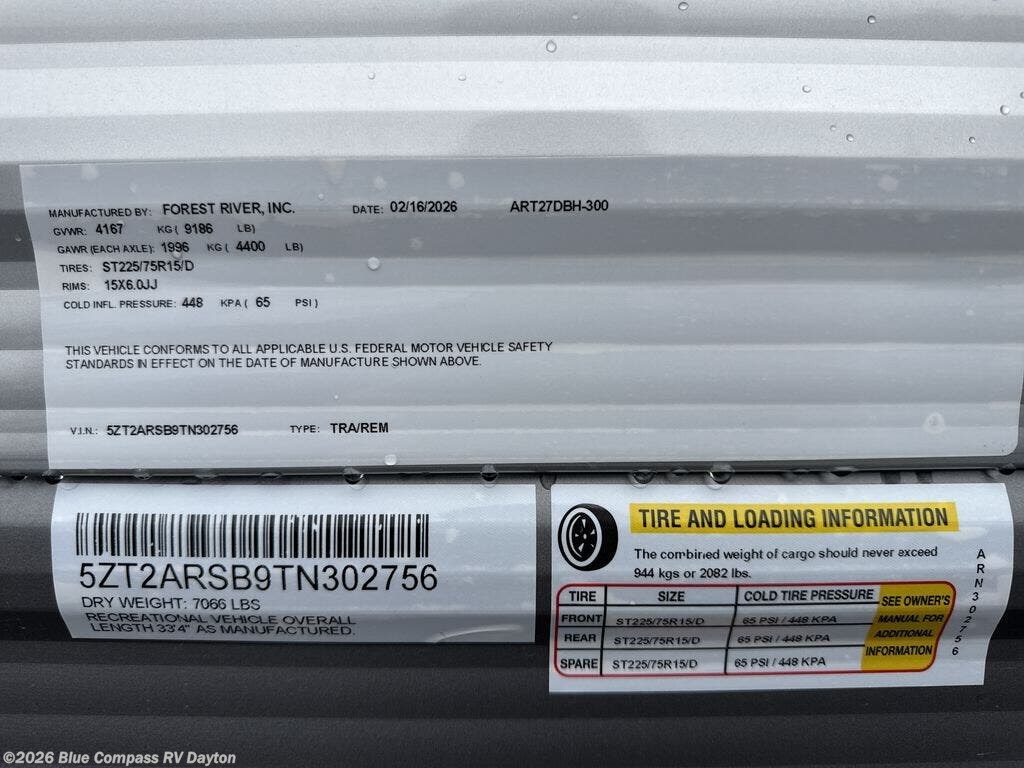 MANUFACTURED BY: FOREST RIVER, INC. DATE: 02/16/2026 ART27DBH-300
GVWR: 4167 KG ( 9186 LB)
GAWR (EACH AXLE): 1996 KG ( 4400 LB)
TIRES: ST225/75R15/D
RIMS: 15X6.0JJ
COLD INFL. PRESSURE: 448 KPA ( 65 PSI )
THIS VEHICLE CONFORMS TO ALL APPLICABLE U.S. FEDERAL MOTOR VEHICLE SAFETY
STANDARDS IN EFFECT ON THE DATE OF MANUFACTURE SHOWN ABOVE.
V.I.N.: 5ZT2ARSB9TN302756 TYPE: TRA/REM
5ZT2ARSB9TN302756
DRY WEIGHT: 7066 LBS
RECREATIONAL VEHICLE OVERALL
LENGTH 33'4" AS MANUFACTURED.
TIRE AND LOADING INFORMATION
The combined weight of cargo should never exceed
944 kgs or 2082 lbs.
TIRE SIZE COLD TIRE PRESSURE
FRONT ST225/75R15/D 65 PSI / 448 KPA
REAR ST225/75R15/D 65 PSI / 448 KPA
SPARE ST225/75R15/D 65 PSI / 448 KPA
SEE OWNER'S
MANUAL FOR
ADDITIONAL
INFORMATION
ARN302756
©2026 Blue Compass RV Dayton